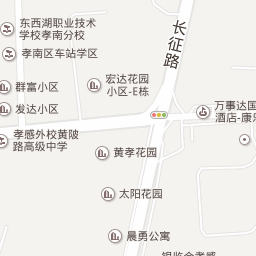 东西湖职业技术
学校孝南分校
长征路
孝南区车站学区
宏达花园
小区-E栋
群富小区
发达小区
万事达国
酒店-康乐
孝感外校黄陂
路高级中学
黄孝花园
太阳花园
晨勇公寓